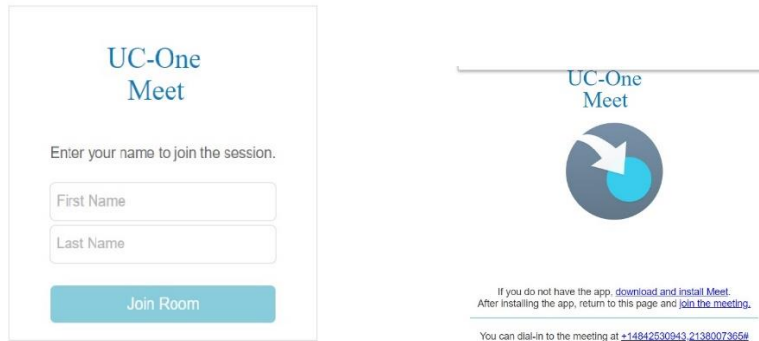 UC-One
Meet
Enter your name to join the session.
First Name
Last Name
Join Room
UC-One
Meet
If you do not have the app, download and install Meet.
After installing the app, return to this page and join the meeting.
You can dial-in to the meeting at +14842530943,2138007365#